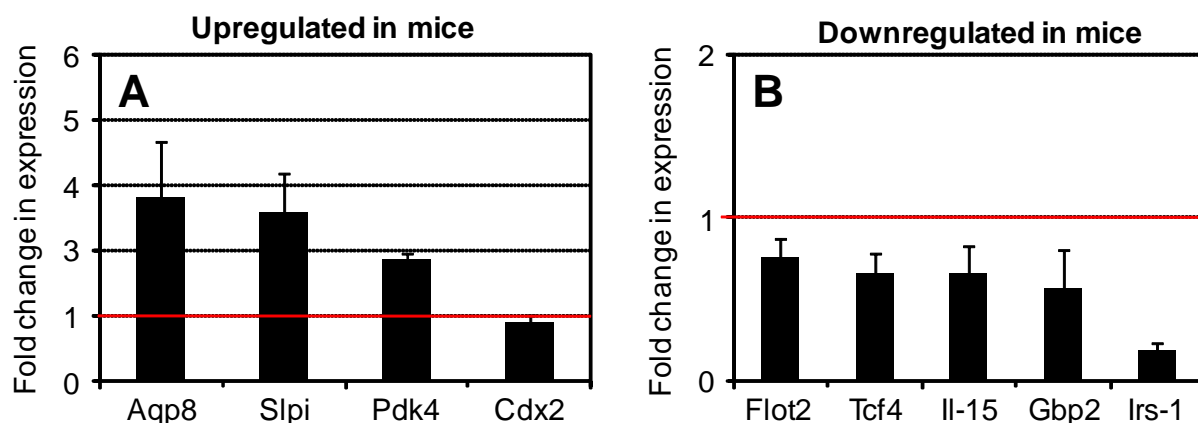 Upregulated in mice
A
Fold change in expression
6
5
4
3
1
0
Aqp8 Slpi Pdk4 Cdx2
Downregulated in mice
B
Fold change in expression
2
1
0
Flot2 Tcf4 Il-15 Gbp2 Irs-1